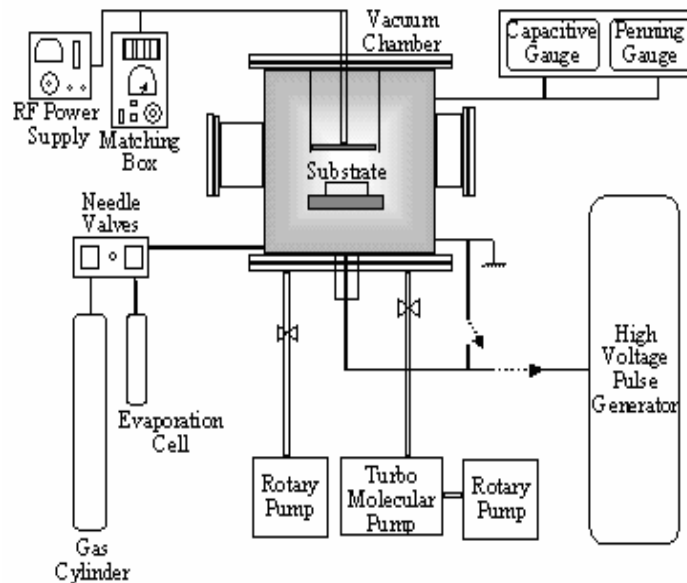 Vacuum
Chamber
Capacitive
Gauge
Penning
Gauge
RF Power
Supply
Matching
Box
Substrate
Needle
Valves
High
Voltage
Pulse
Generator
Evaporation
Cell
Rotary
Pump
Turbo
Molecular
Pump
Rotary
Pump
Gas
Cylinder